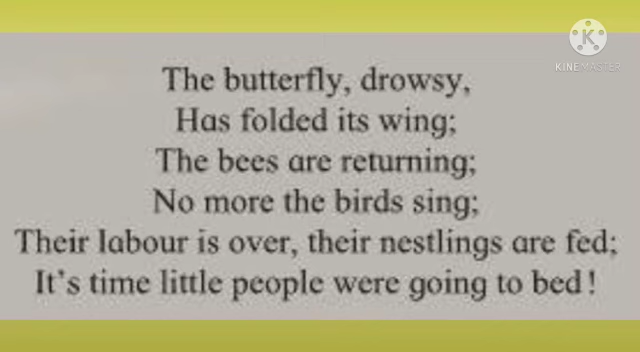 KINEMASTER
The butterfly, drowsy,
Has folded its wing;
The bees are returning;
No more the birds sing;
Their labour is over, their nestlings are fed;
It's time little people were going to bed!